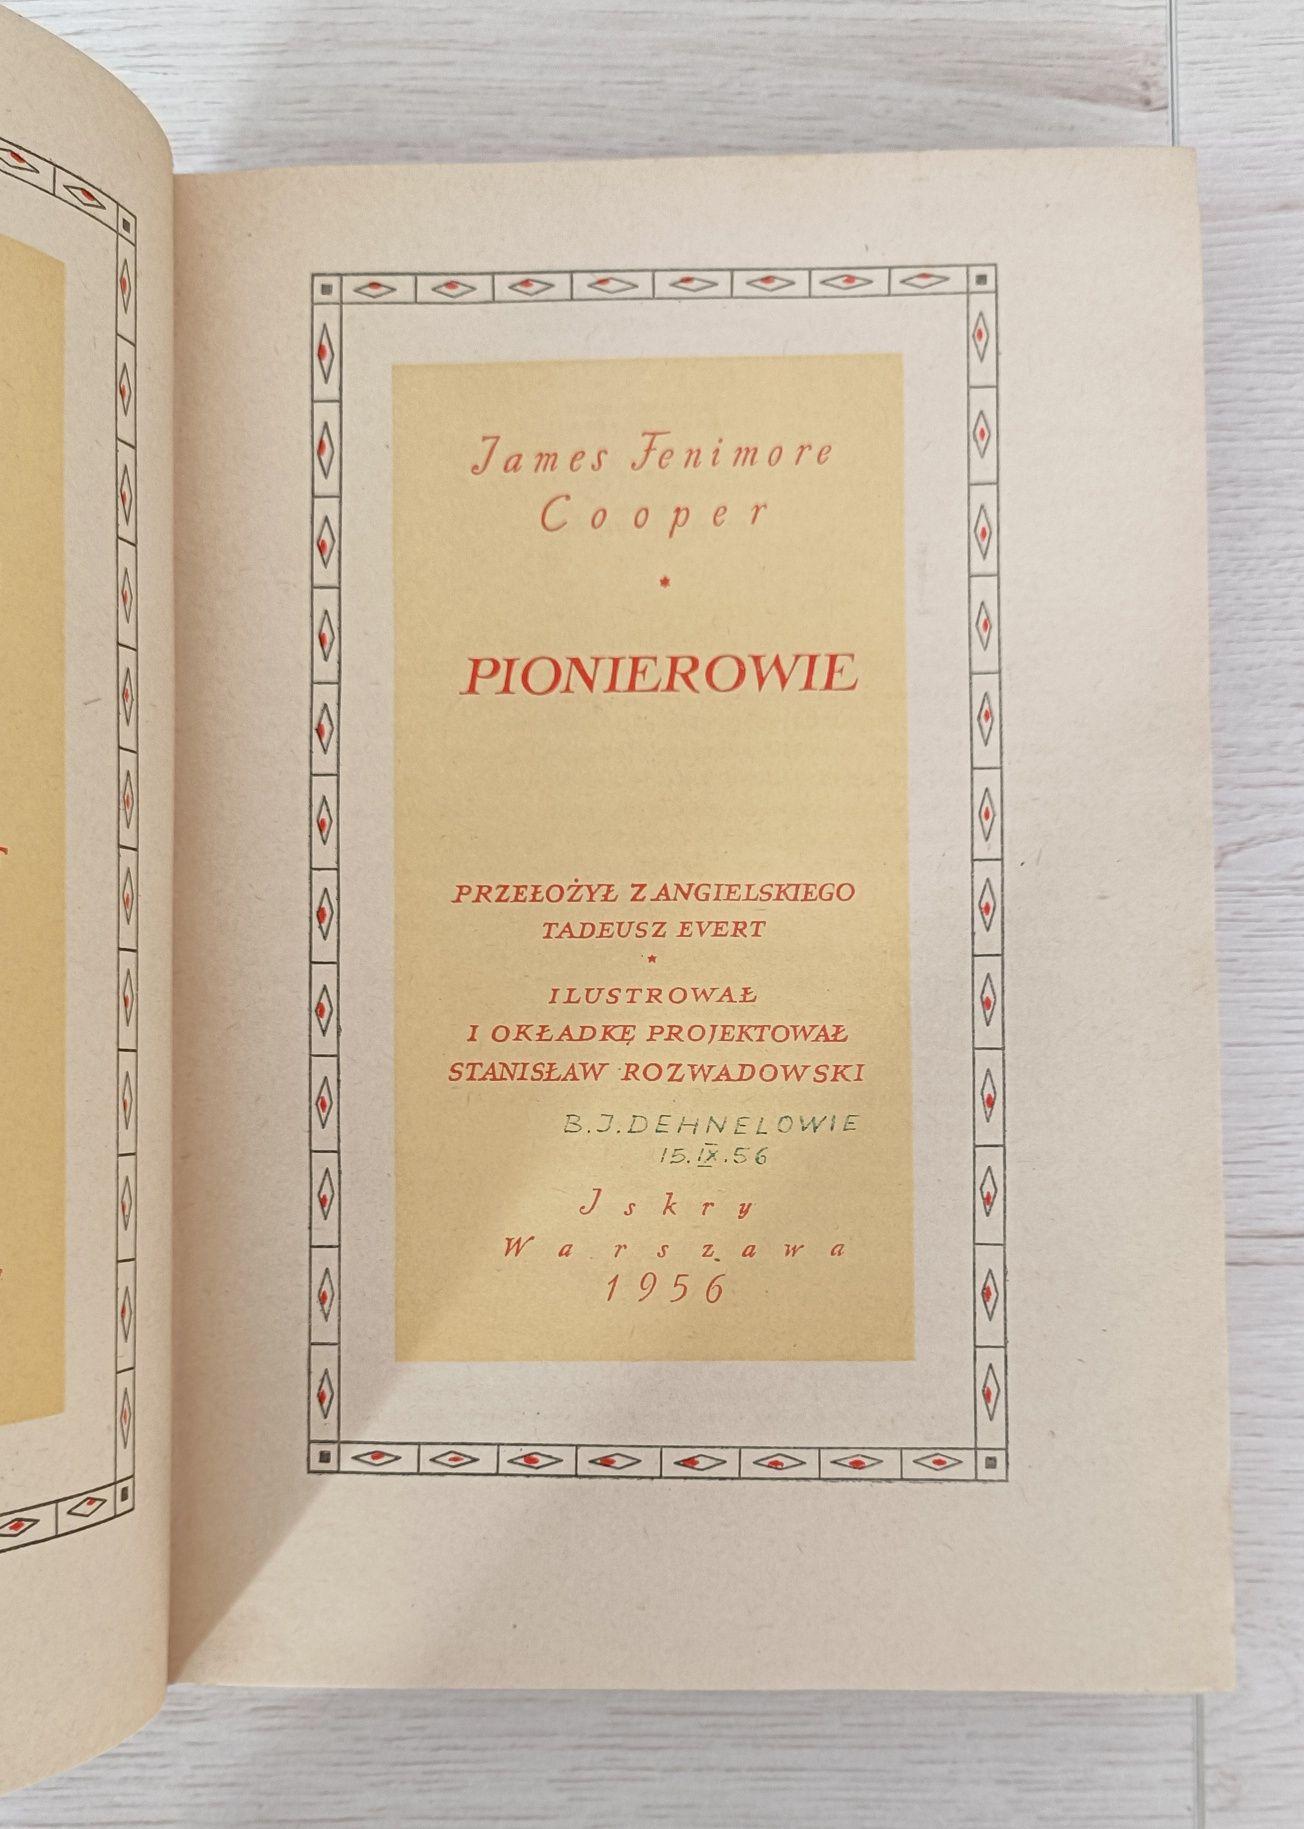 James Fenimore
Cooper
*
PIONIEROWIE
PRZEŁOŻYŁ Z ANGIELSKIEGO
TADEUSZ EVERT
*
ILUSTROWAŁ
I OKŁADKĘ PROJEKTOWAŁ
STANISŁAW ROZWADOWSKI
B.J. DEHNELOWIE
15.IX.56
Iskry
Warszawa
1956